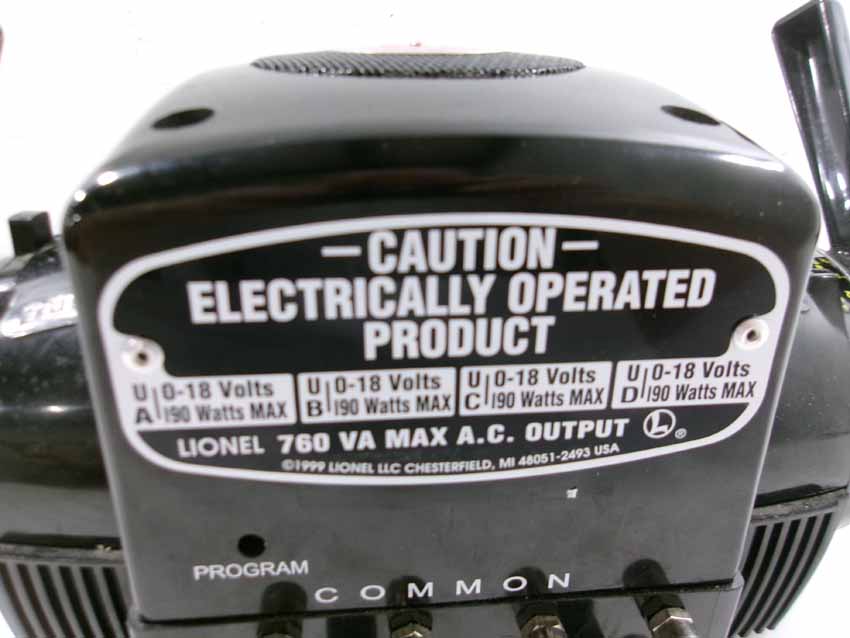 —CAUTION—
ELECTRICALLY OPERATED
PRODUCT
U A 0-18 Volts 190 Watts MAX
U B 0-18 Volts 190 Watts MAX
U C 0-18 Volts 190 Watts MAX
U D 0-18 Volts 190 Watts MAX
LIONEL 760 VA MAX A.C. OUTPUT L ®
©1999 LIONEL LLC CHESTERFIELD, MI 48051-2493 USA
PROGRAM
COMMON